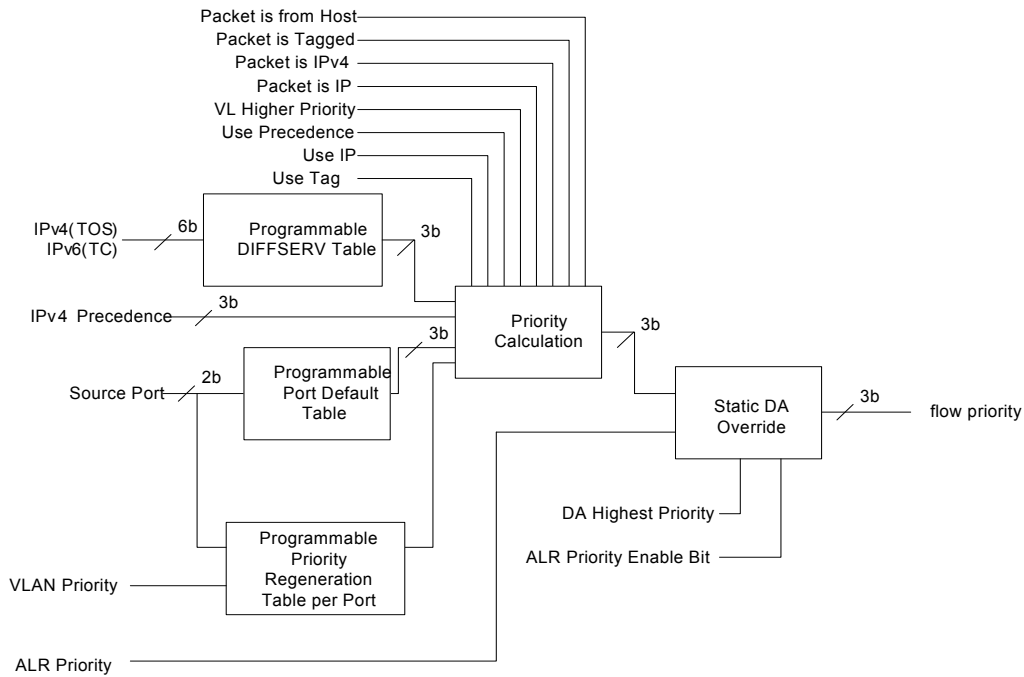 Packet is from Host
Packet is Tagged
Packet is IPv4
Packet is IP
VL Higher Priority
Use Precedence
Use IP
Use Tag
IPv4(TOS)
IPv6(TC)
6b
Programmable
DIFFSERV Table
3b
IPv4 Precedence
3b
Priority
Calculation
3b
3b
Source Port
2b
Programmable
Port Default
Table
Static DA
Override
3b
flow priority
DA Highest Priority
ALR Priority Enable Bit
Programmable
Priority
Regeneration
Table per Port
VLAN Priority
ALR Priority